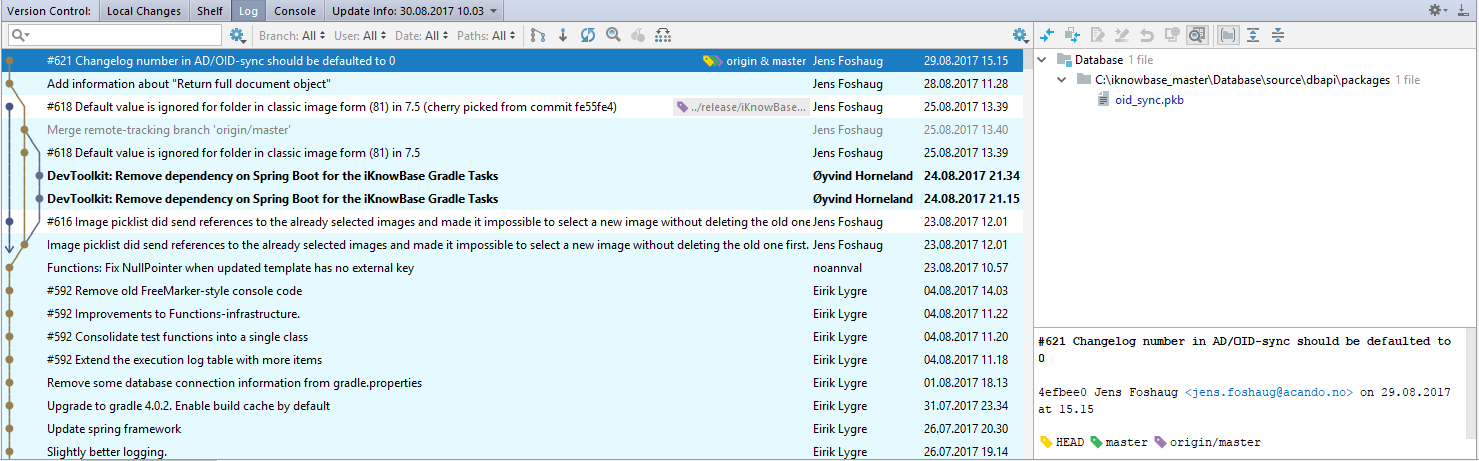 Version Control: Local Changes Shelf Log Console Update Info: 30.08.2017 10.03
Branch: All User: All Date: All Paths: All
#621 Changelog number in AD/OID-sync should be defaulted to 0 origin & master Jens Foshaug 29.08.2017 15.15
Add information about "Return full document object" Jens Foshaug 28.08.2017 11.28
#618 Default value is ignored for folder in classic image form (81) in 7.5 (cherry picked from commit fe55fe4) ../release/iKnowBase... Jens Foshaug 25.08.2017 13.39
Merge remote-tracking branch 'origin/master' Jens Foshaug 25.08.2017 13.40
#618 Default value is ignored for folder in classic image form (81) in 7.5 Jens Foshaug 25.08.2017 13.39
DevToolkit: Remove dependency on Spring Boot for the iKnowBase Gradle Tasks Øyvind Horneland 24.08.2017 21.34
DevToolkit: Remove dependency on Spring Boot for the iKnowBase Gradle Tasks Øyvind Horneland 24.08.2017 21.15
#616 Image picklist did send references to the already selected images and made it impossible to select a new image without deleting the old one Jens Foshaug 23.08.2017 12.01
Image picklist did send references to the already selected images and made it impossible to select a new image without deleting the old one first. Jens Foshaug 23.08.2017 12.01
Functions: Fix NullPointer when updated template has no external key noannval 23.08.2017 10.57
#592 Remove old FreeMarker-style console code Eirik Lygre 04.08.2017 14.03
#592 Improvements to Functions-infrastructure. Eirik Lygre 04.08.2017 11.22
#592 Consolidate test functions into a single class Eirik Lygre 04.08.2017 11.20
#592 Extend the execution log table with more items Eirik Lygre 04.08.2017 11.18
Remove some database connection information from gradle.properties Eirik Lygre 01.08.2017 18.13
Upgrade to gradle 4.0.2. Enable build cache by default Eirik Lygre 31.07.2017 23.34
Update spring framework Eirik Lygre 26.07.2017 20.30
Slightly better logging. Eirik Lygre 26.07.2017 19.14
Database 1 file
C:\iknowbase_master\Database\source\dbapi\packages 1 file
oid_sync.pkb
#621 Changelog number in AD/OID-sync should be defaulted to
0
4efbee0 Jens Foshaug <jens.foshaug@acando.no> on 29.08.2017
at 15.15
HEAD master origin/master